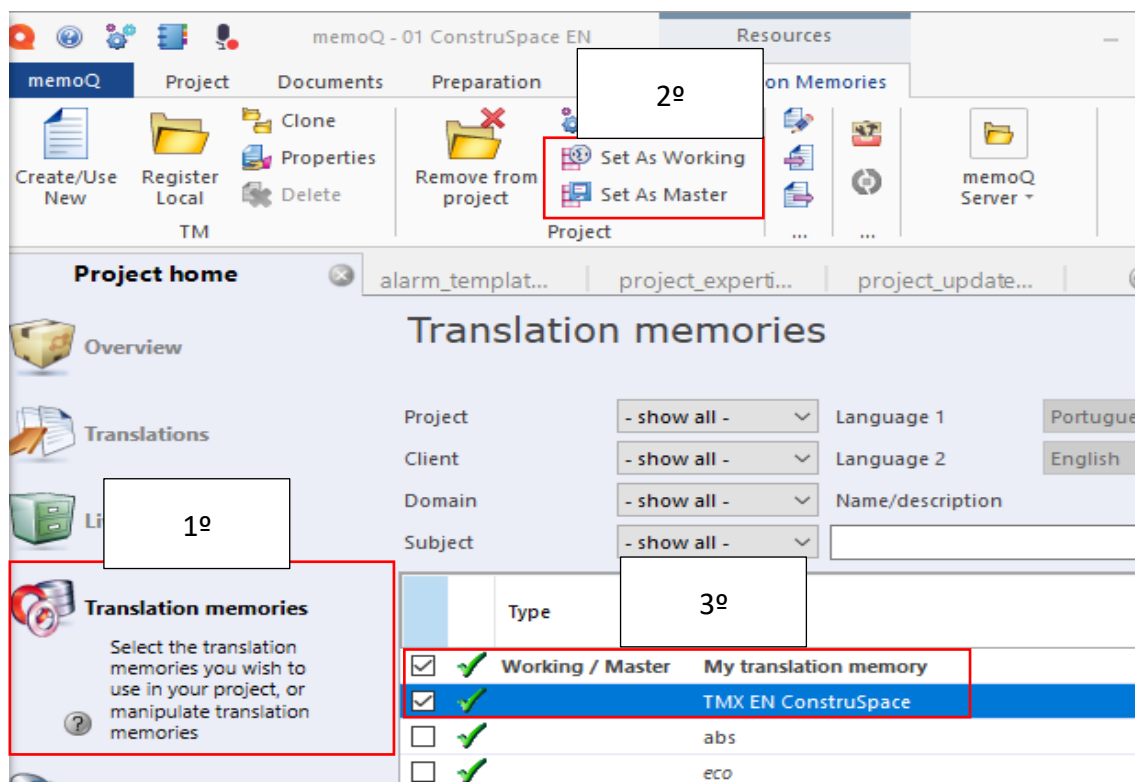 memoQ - 01 ConstruSpace EN
Resources
memoQ
Project
Documents
Preparation
2º
on Memories
Create/Use
New
Register
Local
Clone
Properties
Delete
TM
Remove from
project
Set As Working
Set As Master
Project
...
...
memoQ
Server
Project home
alarm_templat...
project_experti...
project_update...
Overview
Translations
Li
1º
Translation memories
Select the translation
memories you wish to
use in your project, or
manipulate translation
memories
Translation memories
Project
- show all -
Language 1
Portugue
Client
- show all -
Language 2
English
Domain
- show all -
Name/description
Subject
- show all -
Type
3º
Working / Master
My translation memory
TMX EN ConstruSpace
abs
eco